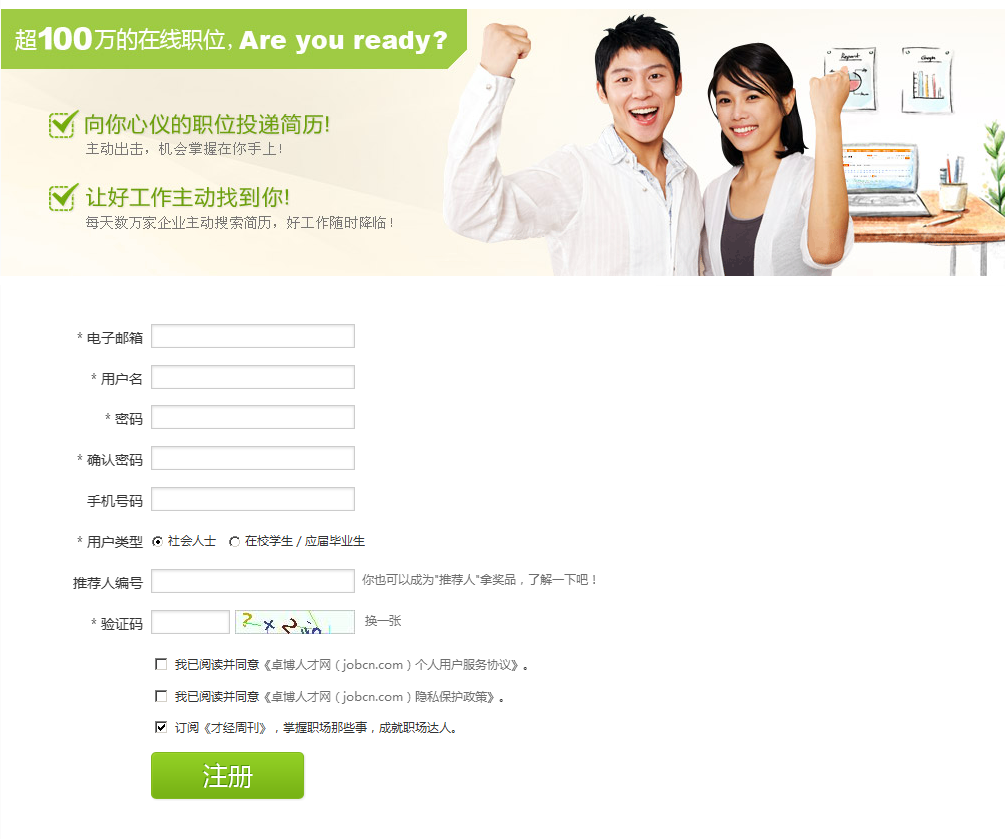 超100万的在线职位, Are you ready?
向你心仪的职位投递简历!
主动出击，机会掌握在你手上!
让好工作主动找到你!
每天数万家企业主动搜索简历，好工作随时降临!
Report
Graph
* 电子邮箱
* 用户名
* 密码
* 确认密码
手机号码
* 用户类型 社会人士 在校学生 / 应届毕业生
推荐人编号 你也可以成为"推荐人"拿奖品，了解一下吧！
* 验证码 换一张
我已阅读并同意《卓博人才网（jobcn.com）个人用户服务协议》。
我已阅读并同意《卓博人才网（jobcn.com）隐私保护政策》。
订阅《才经周刊》，掌握职场那些事，成就职场达人。
注册